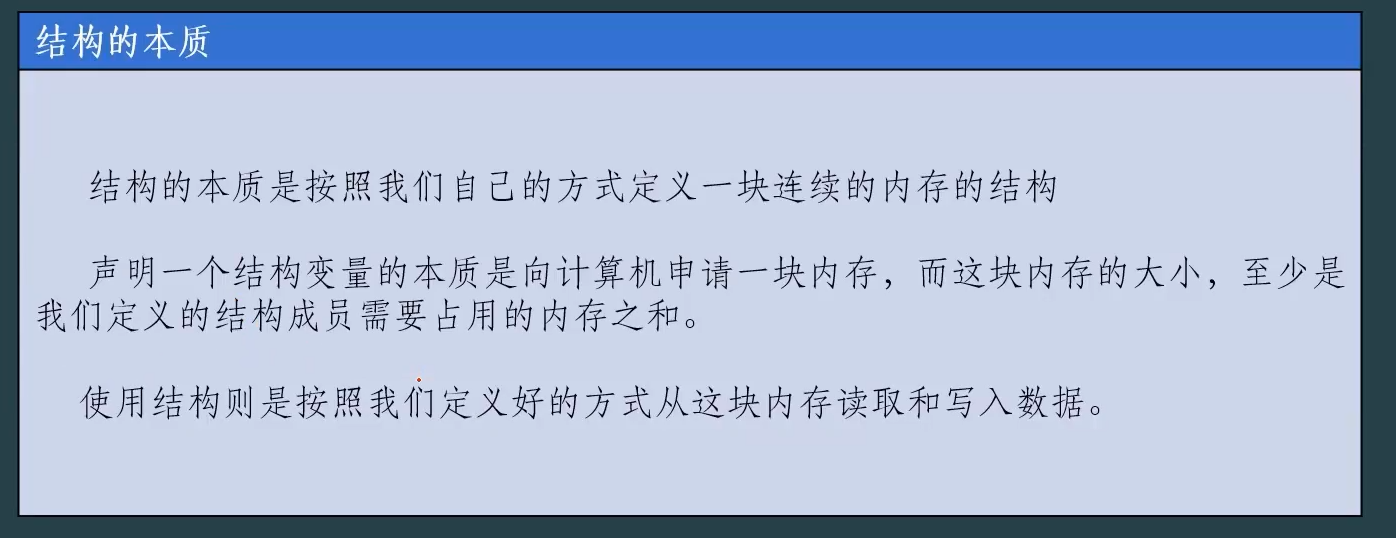 结构的本质
结构的本质是按照我们自己的方式定义一块连续的内存的结构
声明一个结构变量的本质是向计算机申请一块内存，而这块内存的大小，至少是
我们定义的结构成员需要占用的内存之和。
使用结构则是按照我们定义好的方式从这块内存读取和写入数据。